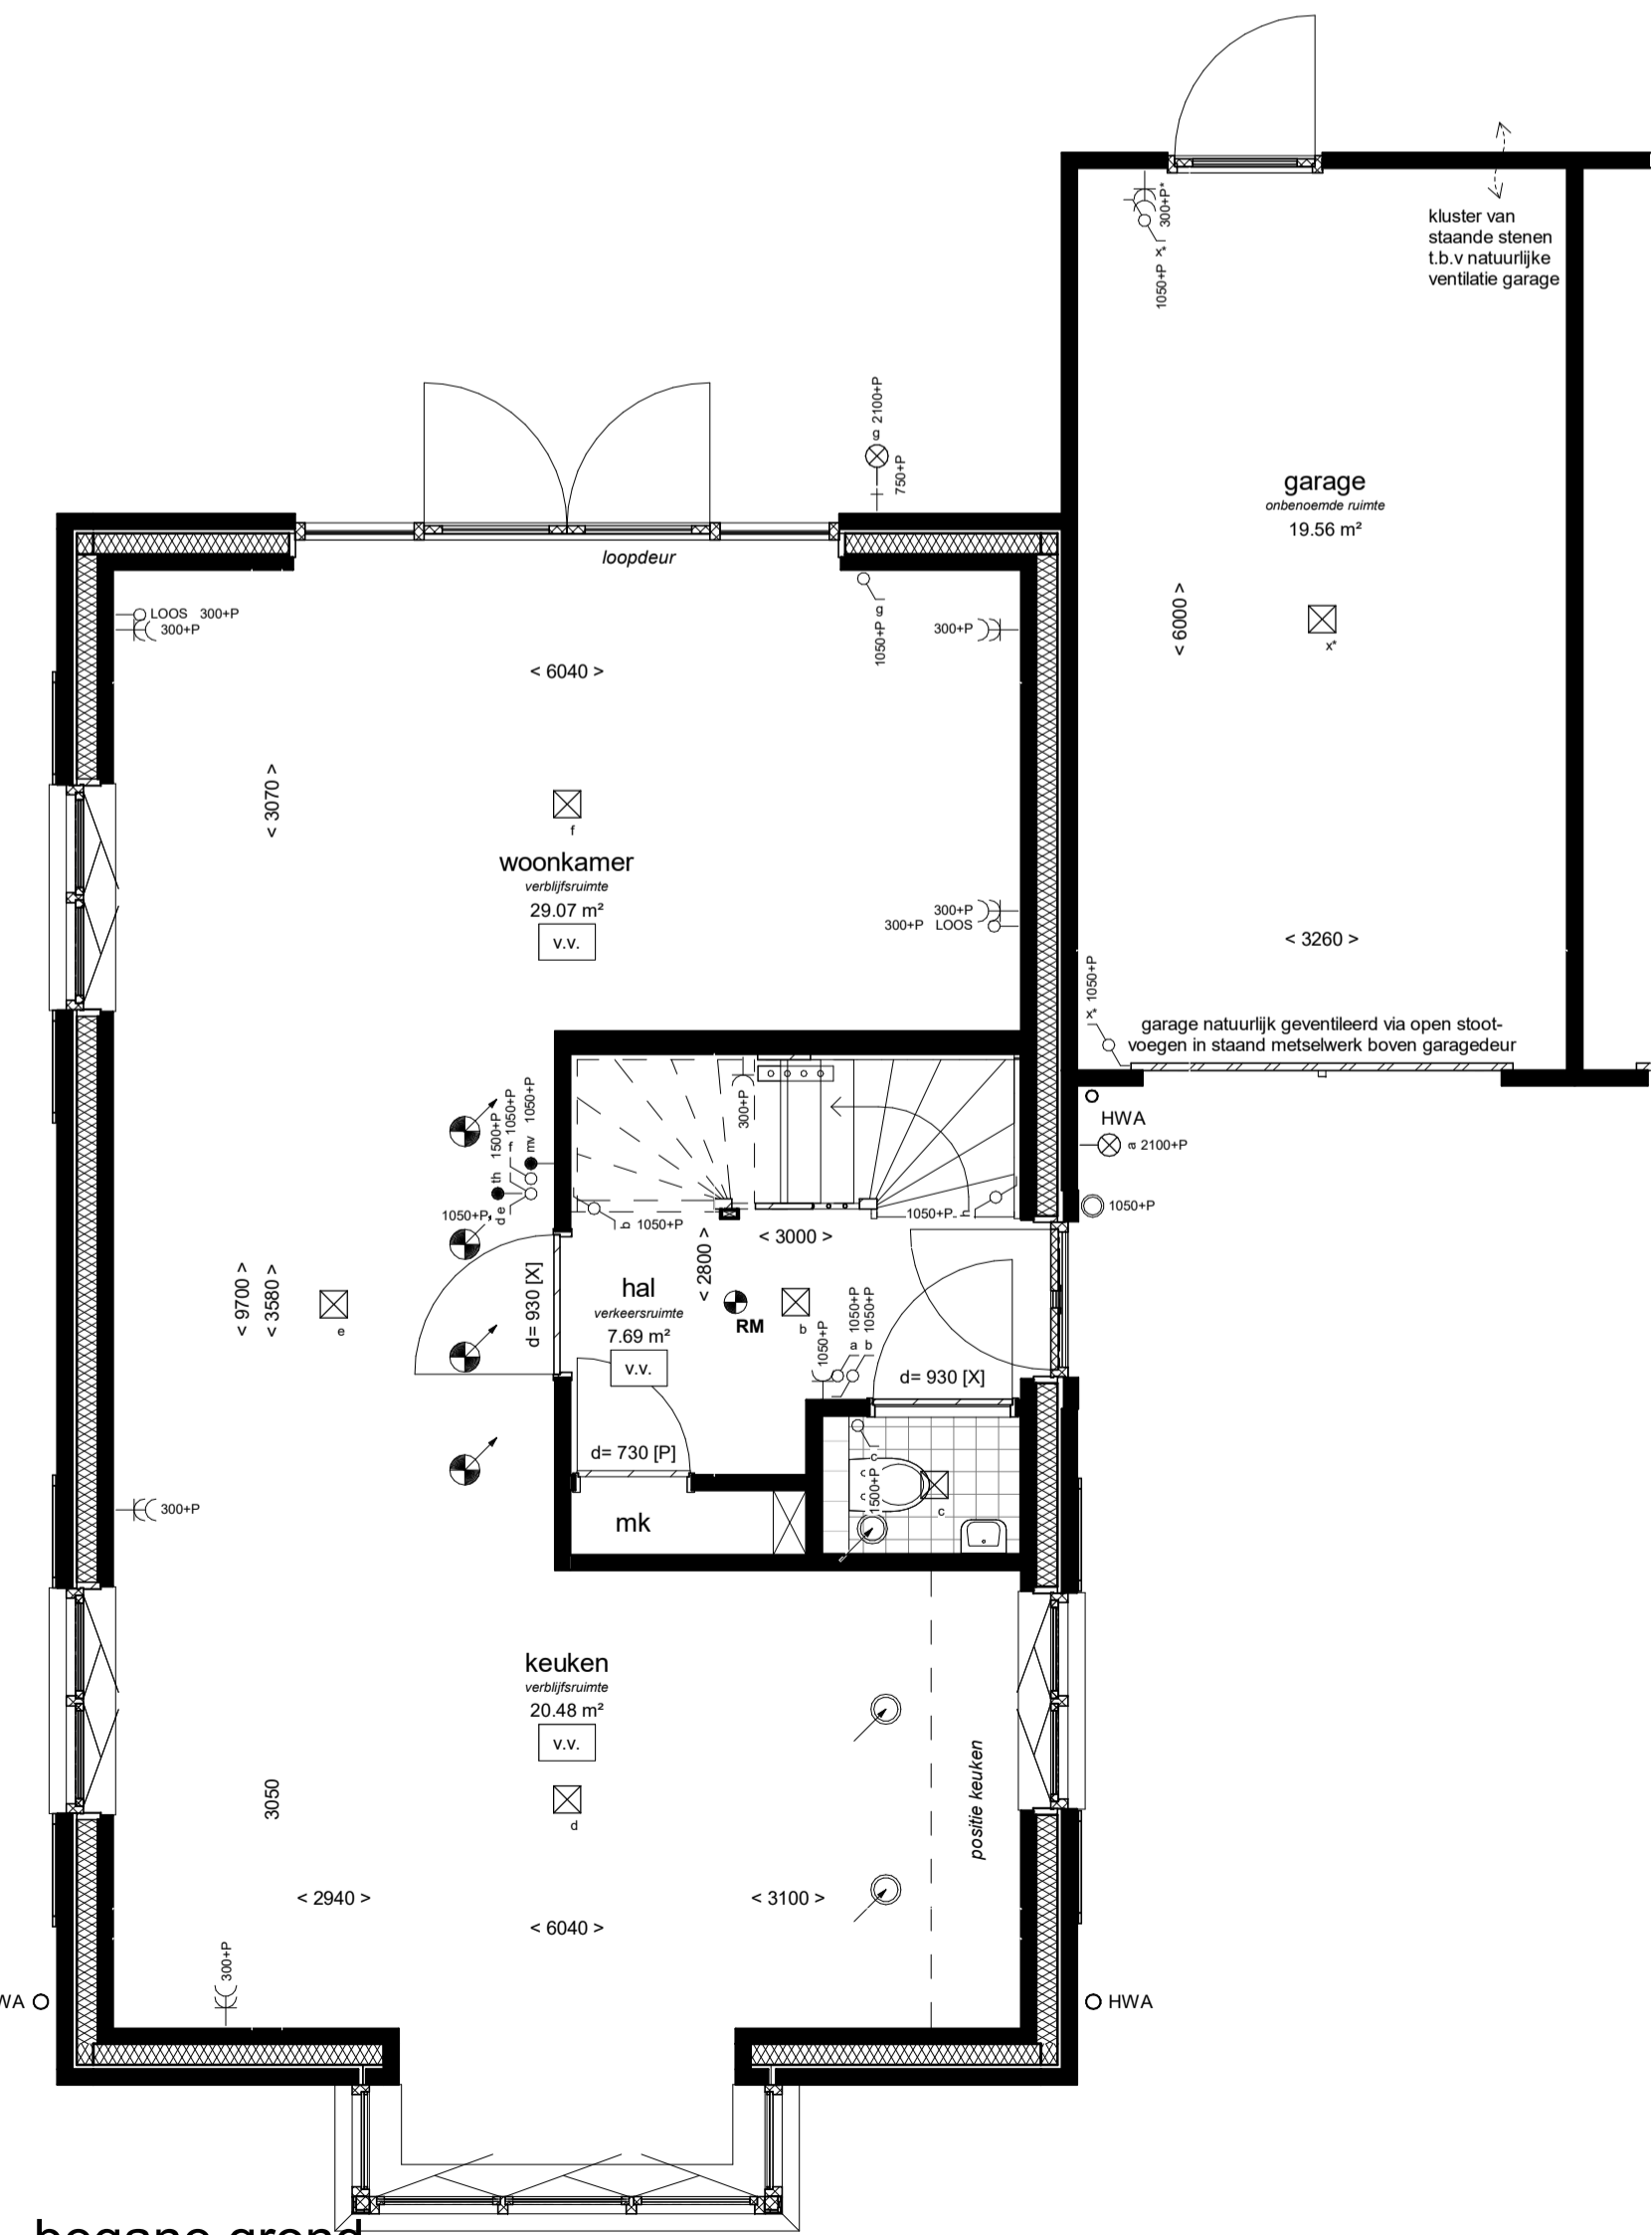 300+P*
1050+P x*
kluster van
staande stenen
t.b.v natuurlijke
ventilatie garage
g 2100+P
750+P
garage
onbenoemde ruimte
19.56 m²
loopdeur
LOOS 300+P
300+P
g
1050+P
300+P
< 6000 >
x*
< 6040 >
< 3070 >
f
woonkamer
verblijfsruimte
29.07 m²
v.v.
300+P
300+P LOOS
< 3260 >
x* 1050+P
garage natuurlijk geventileerd via open stoot-
voegen in staand metselwerk boven garagedeur
HWA
a 2100+P
1050+P
th 1500+P
f 1050+P
mv 1050+P
d e
1050+P
300+P
b 1050+P
1050+P h
< 2800 >
< 3000 >
< 9700 >
< 3580 >
e
d= 930 [X]
hal
verkeersruimte
7.69 m²
v.v.
RM
b
1050+P
a 1050+P
b 1050+P
d= 930 [X]
d= 730 [P]
c
1500+P
c
mk
300+P
keuken
verblijfsruimte
20.48 m²
v.v.
d
3050
positie keuken
< 2940 >
< 3100 >
< 6040 >
300+P
WA
HWA
begane grond